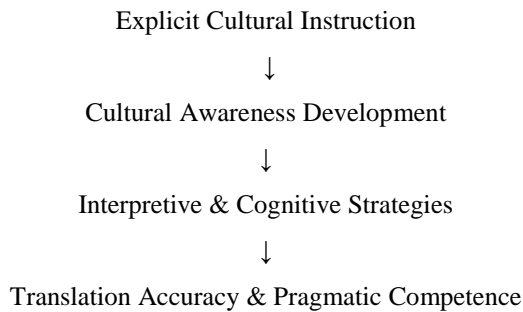 Explicit Cultural Instruction
↓
Cultural Awareness Development
↓
Interpretive & Cognitive Strategies
↓
Translation Accuracy & Pragmatic Competence